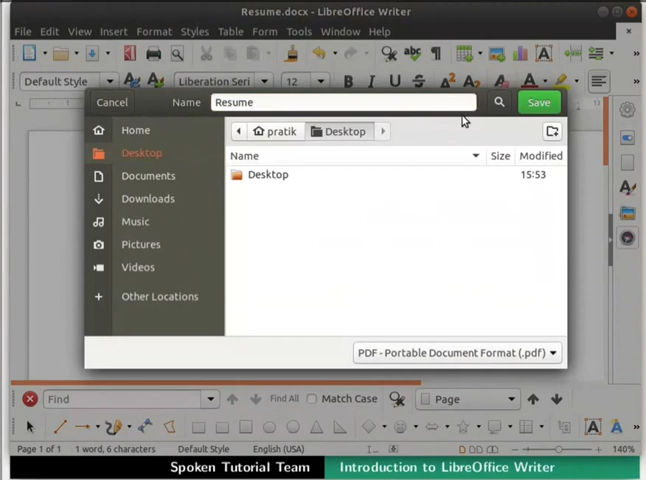 Resume.docx - LibreOffice Writer
File Edit View Insert Format Styles Table Form Tools Window Help
Default Style Liberation Seri 12
Cancel Name Resume Save
pratik Desktop
Name Size Modified
Desktop 15:53
Home
Desktop
Documents
Downloads
Music
Pictures
Videos
Other Locations
PDF - Portable Document Format (.pdf)
Find Find All Match Case Page
Page 1 of 1 1 word, 6 characters Default Style English (USA) 140%
Spoken Tutorial Team Introduction to LibreOffice Writer